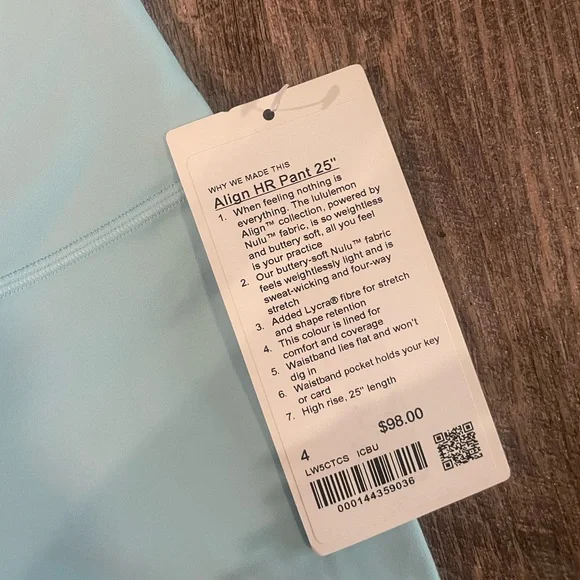 WHY WE MADE THIS
Align HR Pant 25"
1. When feeling nothing is
everything. The lululemon
Align™ collection, powered by
Nulu™ fabric, is so weightless
and buttery soft, all you feel
is your practice
2. Our buttery-soft Nulu™ fabric
feels weightlessly light and is
sweat-wicking and four-way
stretch
3. Added Lycra® fibre for stretch
and shape retention
4. This colour is lined for
comfort and coverage
5. Waistband lies flat and won't
dig in
6. Waistband pocket holds your key
or card
7. High rise, 25" length
$98.00
4
LW5CTCS ICBU
000144359036